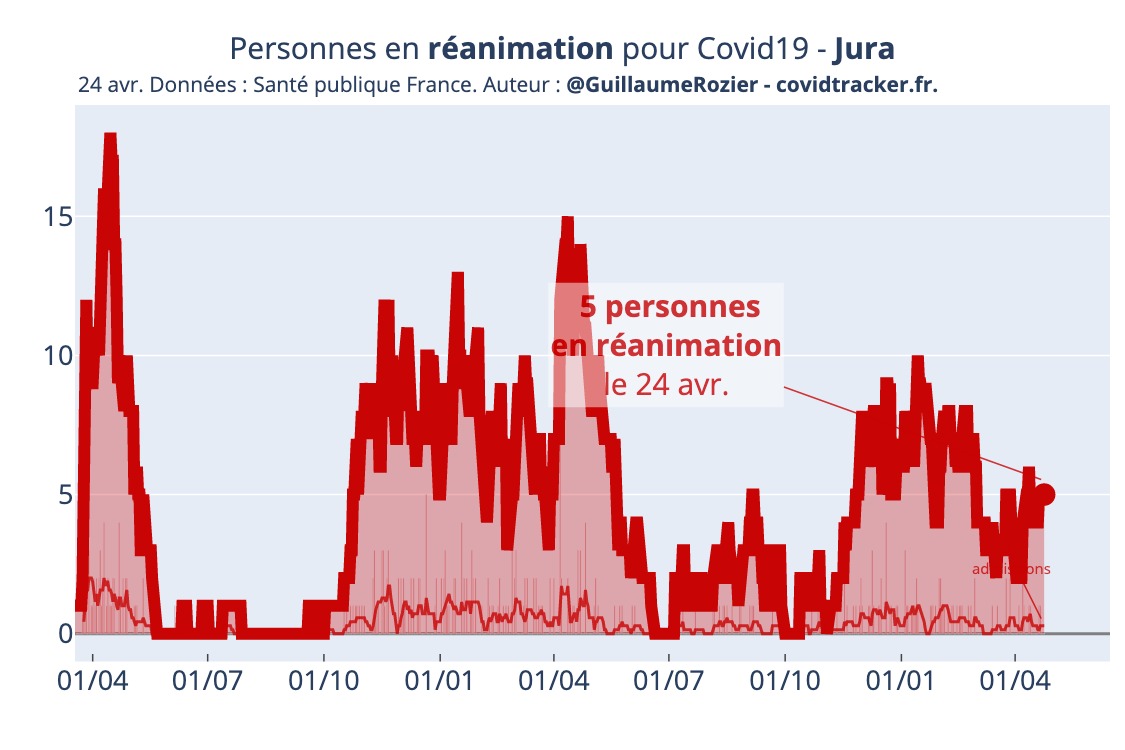 Personnes en réanimation pour Covid19 - Jura
24 avr. Données : Santé publique France. Auteur : @GuillaumeRozier - covidtracker.fr.
15
10
5
0
5 personnes
en réanimation
le 24 avr.
admissions
01/04 01/07 01/10 01/01 01/04 01/07 01/10 01/01 01/04